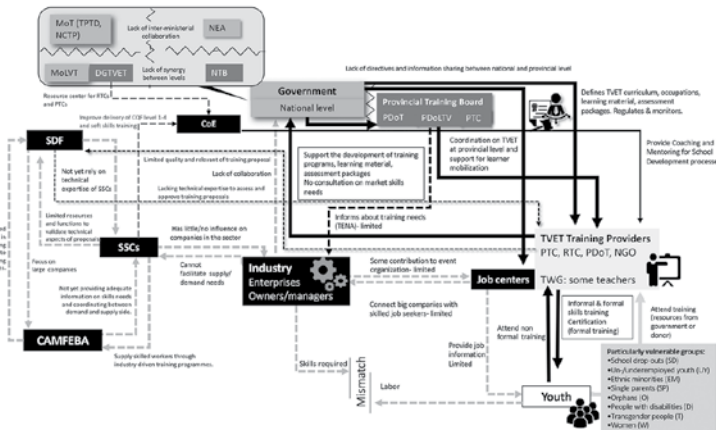 MoT (TPTD,
NCTP)
Lack of inter-ministerial
collaboration
NEA
MoLVT
DGTVET
Lack of synergy
between levels
NTB
Government
National level
Lack of directives and information sharing between national and provincial level
Provincial Training Board
PDoT
PDoLTV
PTC
Defines TVET curriculum, occupations,
learning material, assessment
packages. Regulates & monitors.
Resource center for RTCs
and PTCs
Improve delivery of CQF level 1-4
and soft skills training
CoE
SDF
Limited quality and relevant of training proposal
Lack of collaboration
Lacking technical expertise to assess and
approve training proposals
Not yet rely on
technical
expertise of SSCs
Support the development of training
programs, learning material,
assessment packages
No consultation on market skills
needs
Coordination on TVET
at provincial level and
support for learner
mobilization
Provide Coaching and
Mentoring for School
Development processes
Limited resources
and functions to
validate technical
aspects of proposals
SSCs
Has little/no influence on
companies in the sector
Informs about training needs
(TENA)- limited
TVET Training Providers
PTC, RTC, PDoT, NGO
TWG: some teachers
Focus on
large companies
Cannot
facilitate supply/
demand needs
Industry
Enterprises
Owners/managers
Some contribution to event
organization- limited
Job centers
Not yet providing adequate
information on skills needs
and coordinating between
demand and supply side.
Connect big companies with
skilled job seekers- limited
Informal & formal
skills training
Certification
(formal training)
Attend training
(resources from
government or
donor)
CAMFEBA
Attend non
formal training
Supply skilled workers through
industry driven training programmes.
Skills required
Mismatch
Labor
Provide job
information
Limited
Youth
Particularly vulnerable groups:
•School drop outs (SD)
•Un-/underemployed youth (UY)
•Ethnic minorities (EM)
•Single parents (SP)
•Orphans (O)
•People with disabilities (D)
•Transgender people (T)
•Women (W)